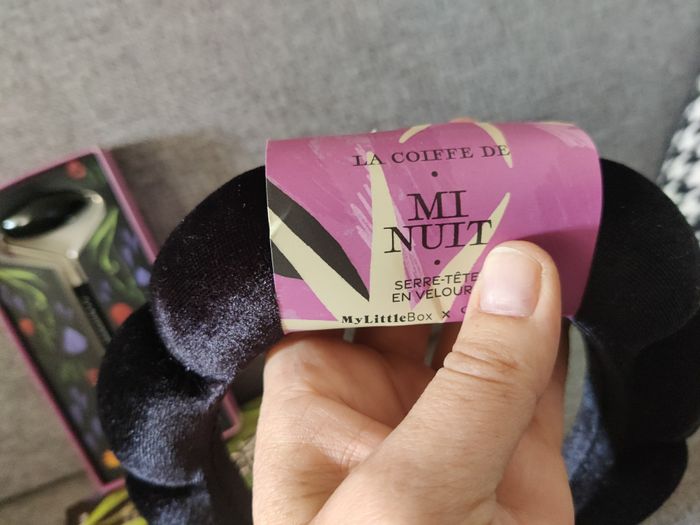 LA COIFFE DE
MI
NUIT
SERRE-TÊTE
EN VELOUR
MyLittleBox x